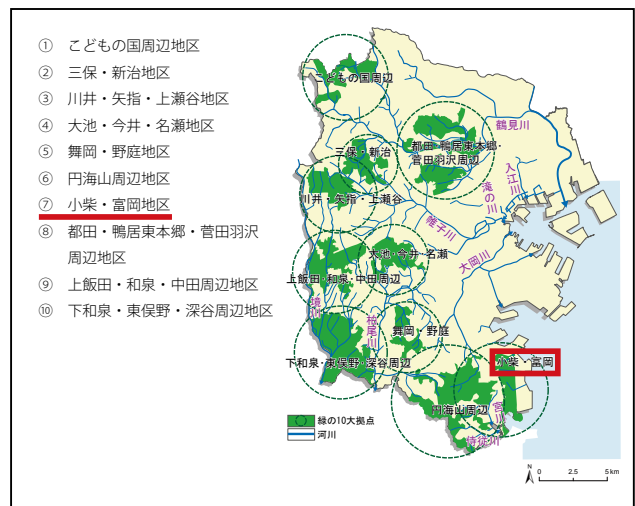 ① こどもの国周辺地区
② 三保・新治地区
③ 川井・矢指・上瀬谷地区
④ 大池・今井・名瀬地区
⑤ 舞岡・野庭地区
⑥ 円海山周辺地区
⑦ 小柴・富岡地区
⑧ 都田・鴨居東本郷・菅田羽沢
周辺地区
⑨ 上飯田・和泉・中田周辺地区
⑩ 下和泉・東俣野・深谷周辺地区
こどもの国周辺
鶴見川
都田・鴨居東本郷・
菅田羽沢周辺
三保・新治
入江川
滝の川
川井・矢指・上瀬谷
帷子川
大池・今井・名瀬
大岡川
上飯田・和泉・中田周辺
境川
柏尾川
舞岡・野庭
下和泉・東俣野・深谷周辺
小柴・富岡
円海山周辺
宮川
侍従川
緑の10大拠点
河川
N
0 2.5 5km